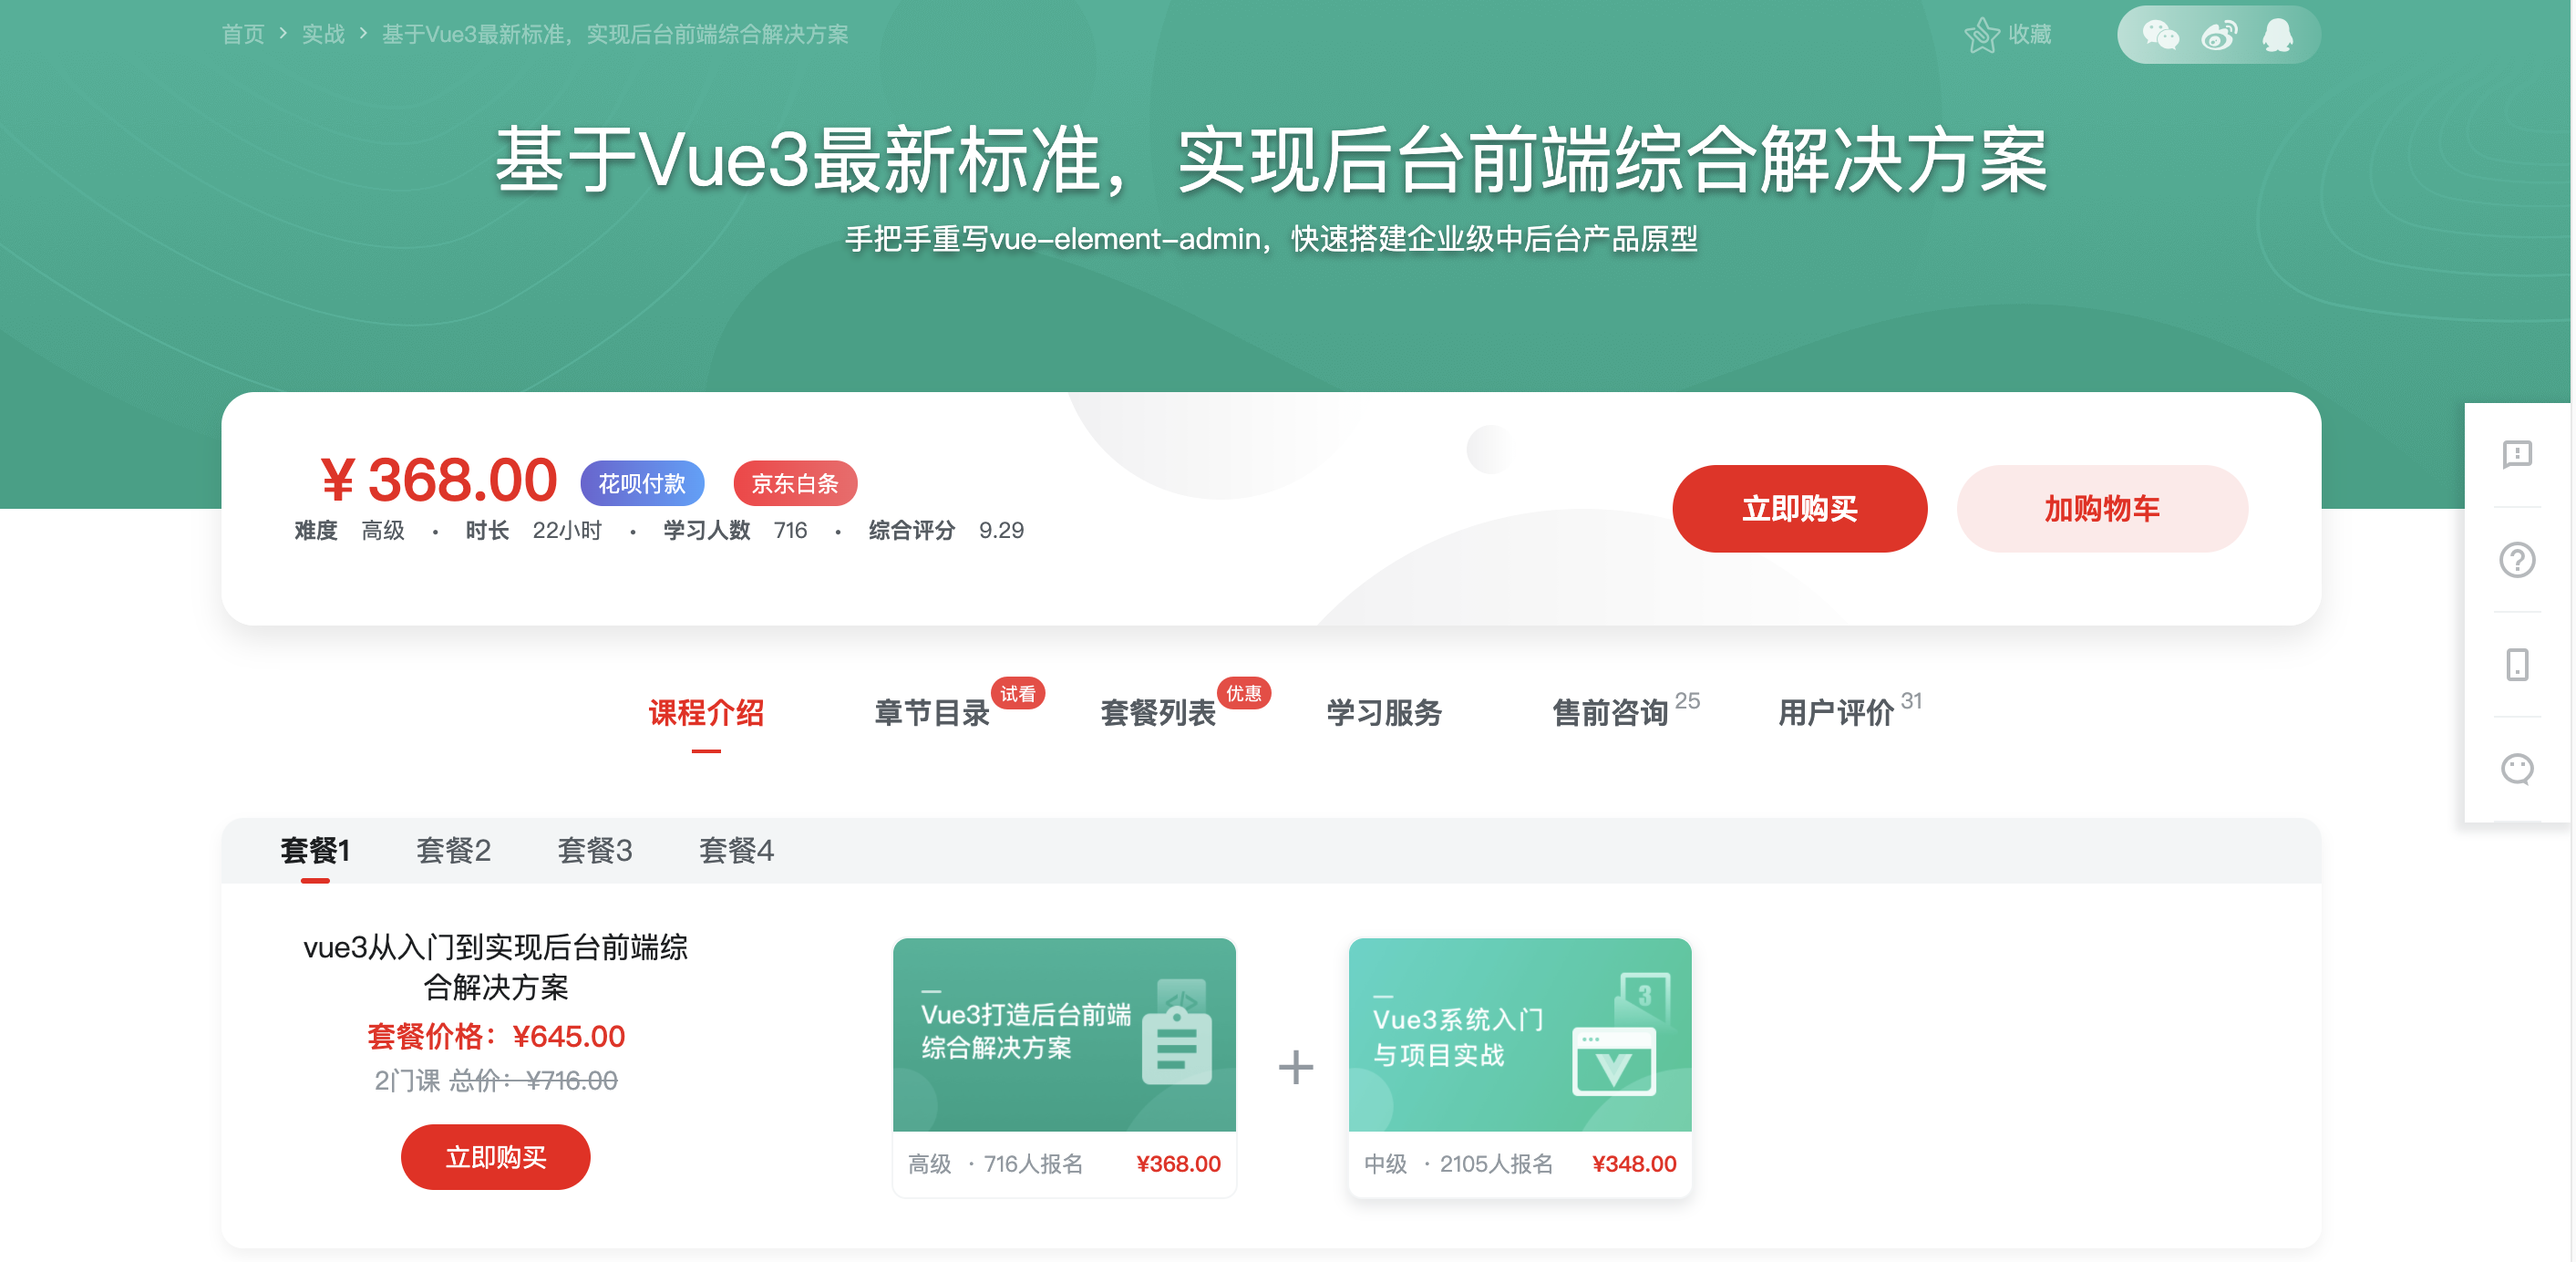 首页 > 实战 > 基于Vue3最新标准，实现后台前端综合解决方案
收藏
基于Vue3最新标准，实现后台前端综合解决方案
手把手重写vue-element-admin，快速搭建企业级中后台产品原型
¥368.00 花呗付款 京东白条
难度 高级 · 时长 22小时 · 学习人数 716 · 综合评分 9.29
立即购买 加购物车
课程介绍 章节目录 试看 套餐列表 优惠 学习服务 售前咨询 25 用户评价 31
套餐1 套餐2 套餐3 套餐4
vue3从入门到实现后台前端综
合解决方案
套餐价格：¥645.00
2门课 总价：¥716.00
立即购买
Vue3打造后台前端
综合解决方案
高级 · 716人报名 ¥368.00
+
3
Vue3系统入门
与项目实战
中级 · 2105人报名 ¥348.00